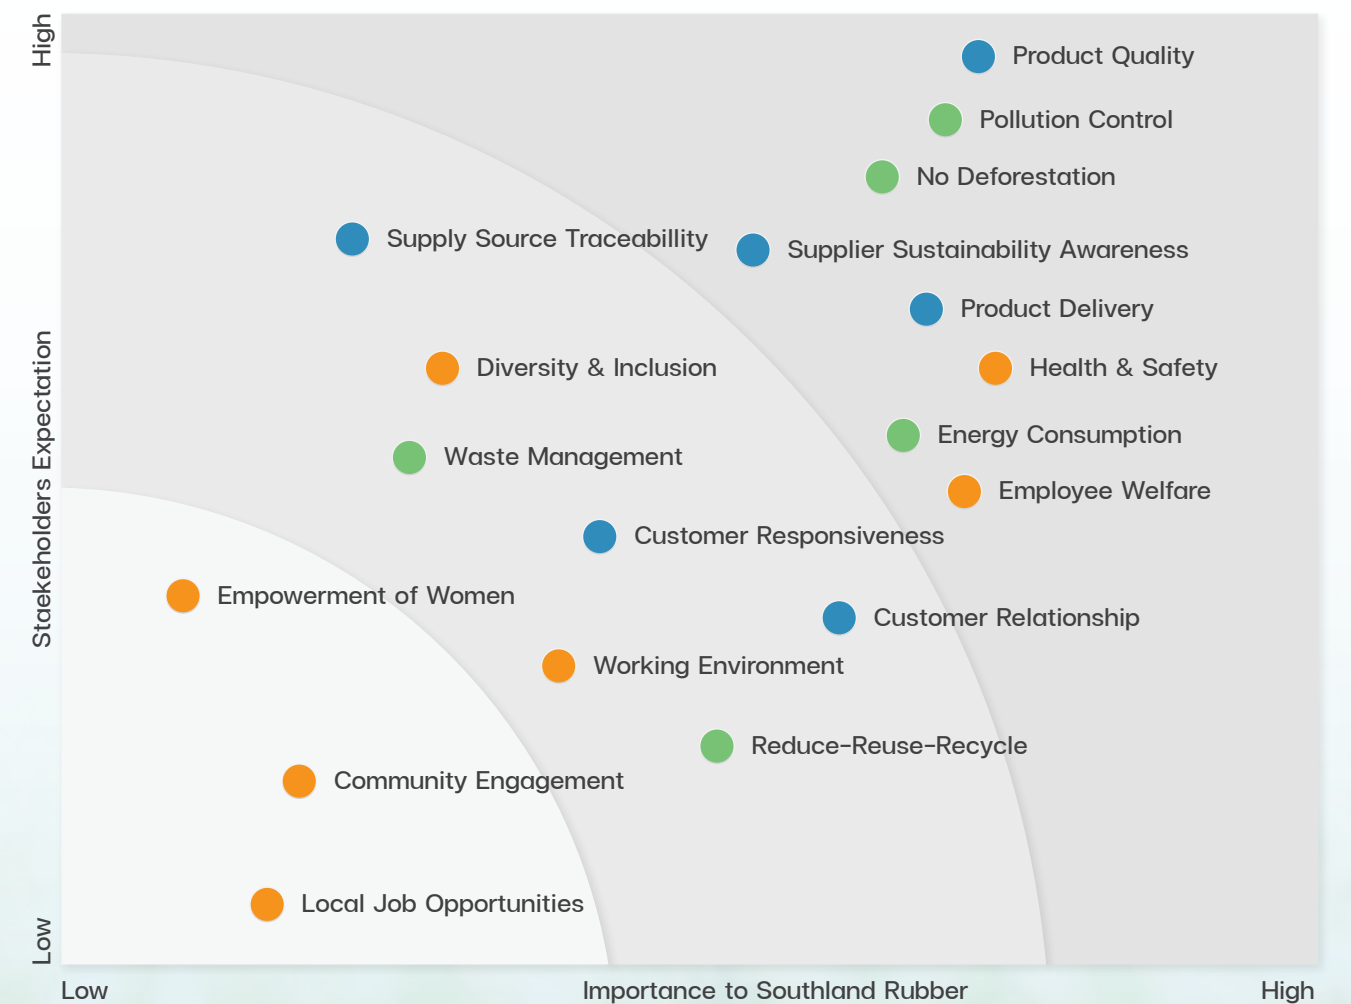 High
Product Quality
Pollution Control
No Deforestation
Supply Source Traceabillity
Supplier Sustainability Awareness
Product Delivery
Diversity & Inclusion
Health & Safety
Energy Consumption
Waste Management
Employee Welfare
Staekeholders Expectation
Customer Responsiveness
Empowerment of Women
Customer Relationship
Working Environment
Reduce-Reuse-Recycle
Community Engagement
Local Job Opportunities
Low
Low
Importance to Southland Rubber
High